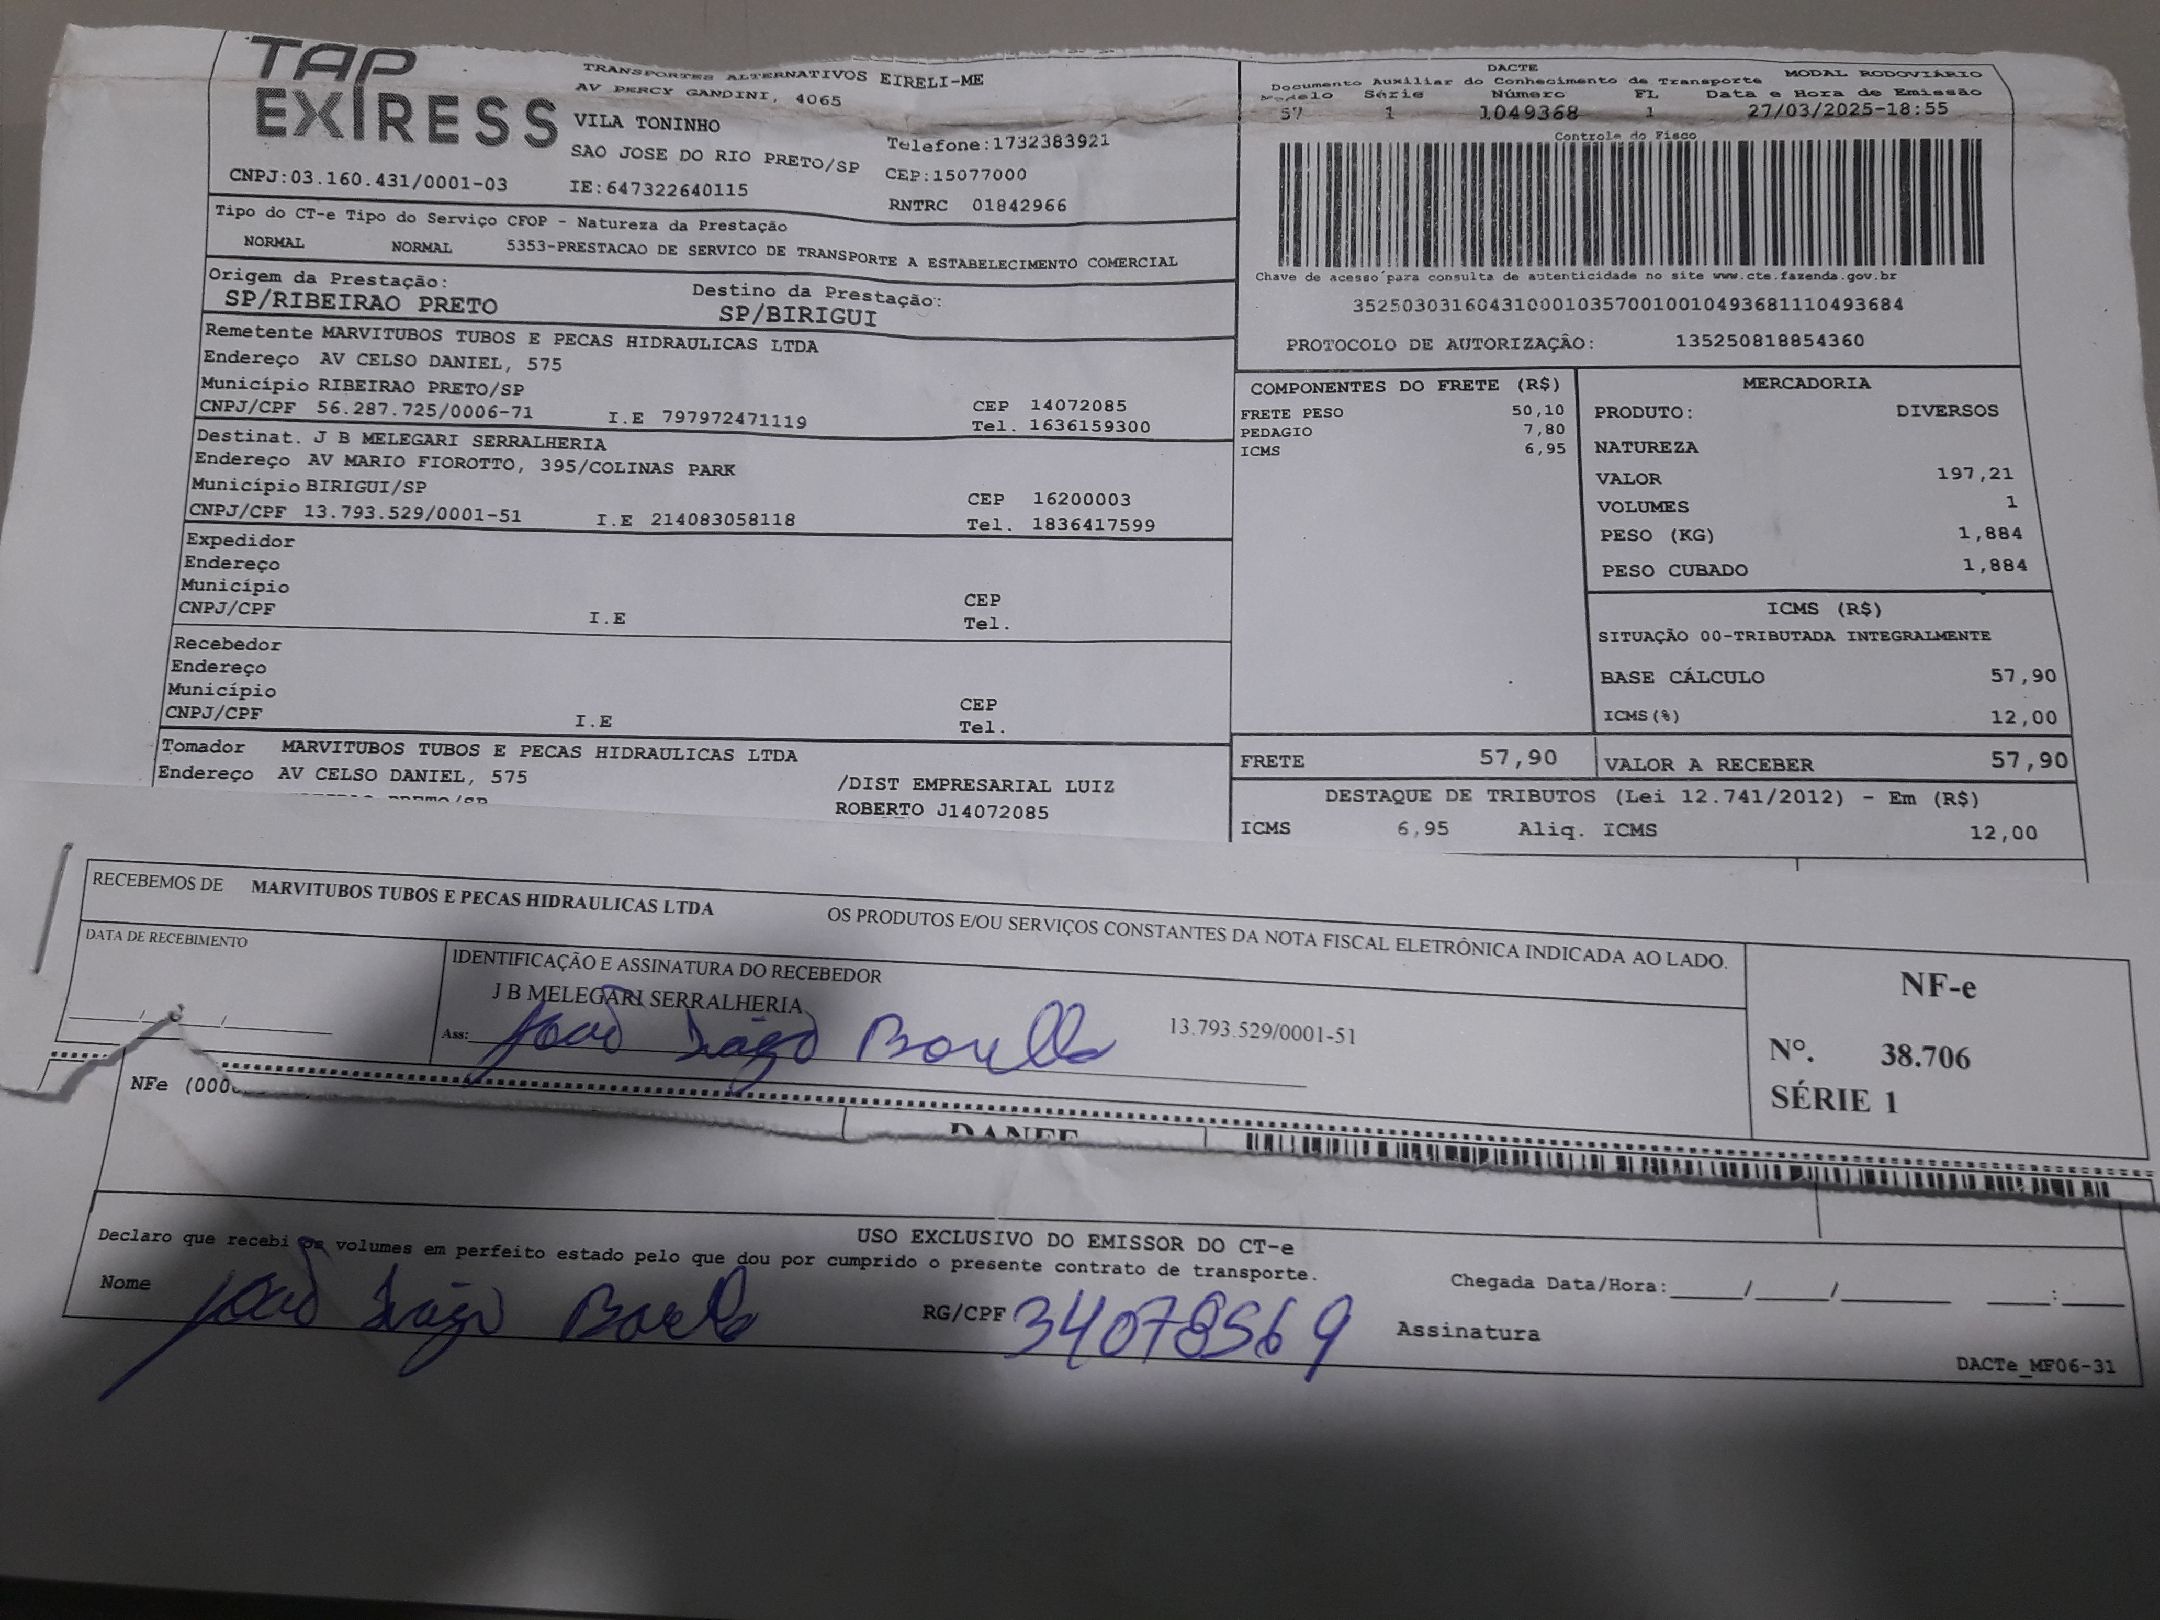 TAP
EXPRESS
TRANSPORTES ALTERNATIVOS EIRELI-ME
AV PERCY GANDINI, 4065
VILA TONINHO
SAO JOSE DO RIO PRETO/SP
Telefone:1732383921
CEP:15077000
CNPJ:03.160.431/0001-03 IE:647322640115 RNTRC 01842966
DACTE
Documento Auxiliar do Conhecimento de Transporte MODAL RODOVIÁRIO
Modelo Série Número FL Data e Hora de Emissão
57 1 1049368 1 27/03/2025-18:55
Controle do Fisco
Chave de acesso para consulta de autenticidade no site www.cte.fazenda.gov.br
35250303160431000103570010010493681110493684
PROTOCOLO DE AUTORIZAÇÃO: 135250818854360
Tipo do CT-e Tipo do Serviço CFOP - Natureza da Prestação
NORMAL NORMAL 5353-PRESTACAO DE SERVICO DE TRANSPORTE A ESTABELECIMENTO COMERCIAL
Origem da Prestação: Destino da Prestação:
SP/RIBEIRAO PRETO SP/BIRIGUI
Remetente MARVITUBOS TUBOS E PECAS HIDRAULICAS LTDA
Endereço AV CELSO DANIEL, 575
Município RIBEIRAO PRETO/SP CEP 14072085
CNPJ/CPF 56.287.725/0006-71 I.E 797972471119 Tel. 1636159300
Destinat. J B MELEGARI SERRALHERIA
Endereço AV MARIO FIOROTTO, 395/COLINAS PARK
Município BIRIGUI/SP CEP 16200003
CNPJ/CPF 13.793.529/0001-51 I.E 214083058118 Tel. 1836417599
Expedidor
Endereço
Município CEP
CNPJ/CPF I.E Tel.
Recebedor
Endereço
Município CEP
CNPJ/CPF I.E Tel.
Tomador MARVITUBOS TUBOS E PECAS HIDRAULICAS LTDA
Endereço AV CELSO DANIEL, 575 /DIST EMPRESARIAL LUIZ
ROBERTO J14072085
COMPONENTES DO FRETE (R$)
FRETE PESO 50,10
PEDAGIO 7,80
ICMS 6,95
MERCADORIA
PRODUTO: DIVERSOS
NATUREZA
VALOR 197,21
VOLUMES 1
PESO (KG) 1,884
PESO CUBADO 1,884
ICMS (R$)
SITUAÇÃO 00-TRIBUTADA INTEGRALMENTE
BASE CÁLCULO 57,90
ICMS(%) 12,00
FRETE 57,90 VALOR A RECEBER 57,90
DESTAQUE DE TRIBUTOS (Lei 12.741/2012) - Em (R$)
ICMS 6,95 Aliq. ICMS 12,00
RECEBEMOS DE MARVITUBOS TUBOS E PECAS HIDRAULICAS LTDA OS PRODUTOS E/OU SERVIÇOS CONSTANTES DA NOTA FISCAL ELETRÔNICA INDICADA AO LADO.
DATA DE RECEBIMENTO
IDENTIFICAÇÃO E ASSINATURA DO RECEBEDOR
J B MELEGARI SERRALHERIA 13.793.529/0001-51
Ass: João Tiago Borello
NF-e
Nº. 38.706
SÉRIE 1
NFe (000
DANFE
USO EXCLUSIVO DO EMISSOR DO CT-e
Declaro que recebi os volumes em perfeito estado pelo que dou por cumprido o presente contrato de transporte.
Nome João Tiago RG/CPF 34078569 Assinatura
Chegada Data/Hora:_____/_____/_______ ___:____
DACTe_MF06-31